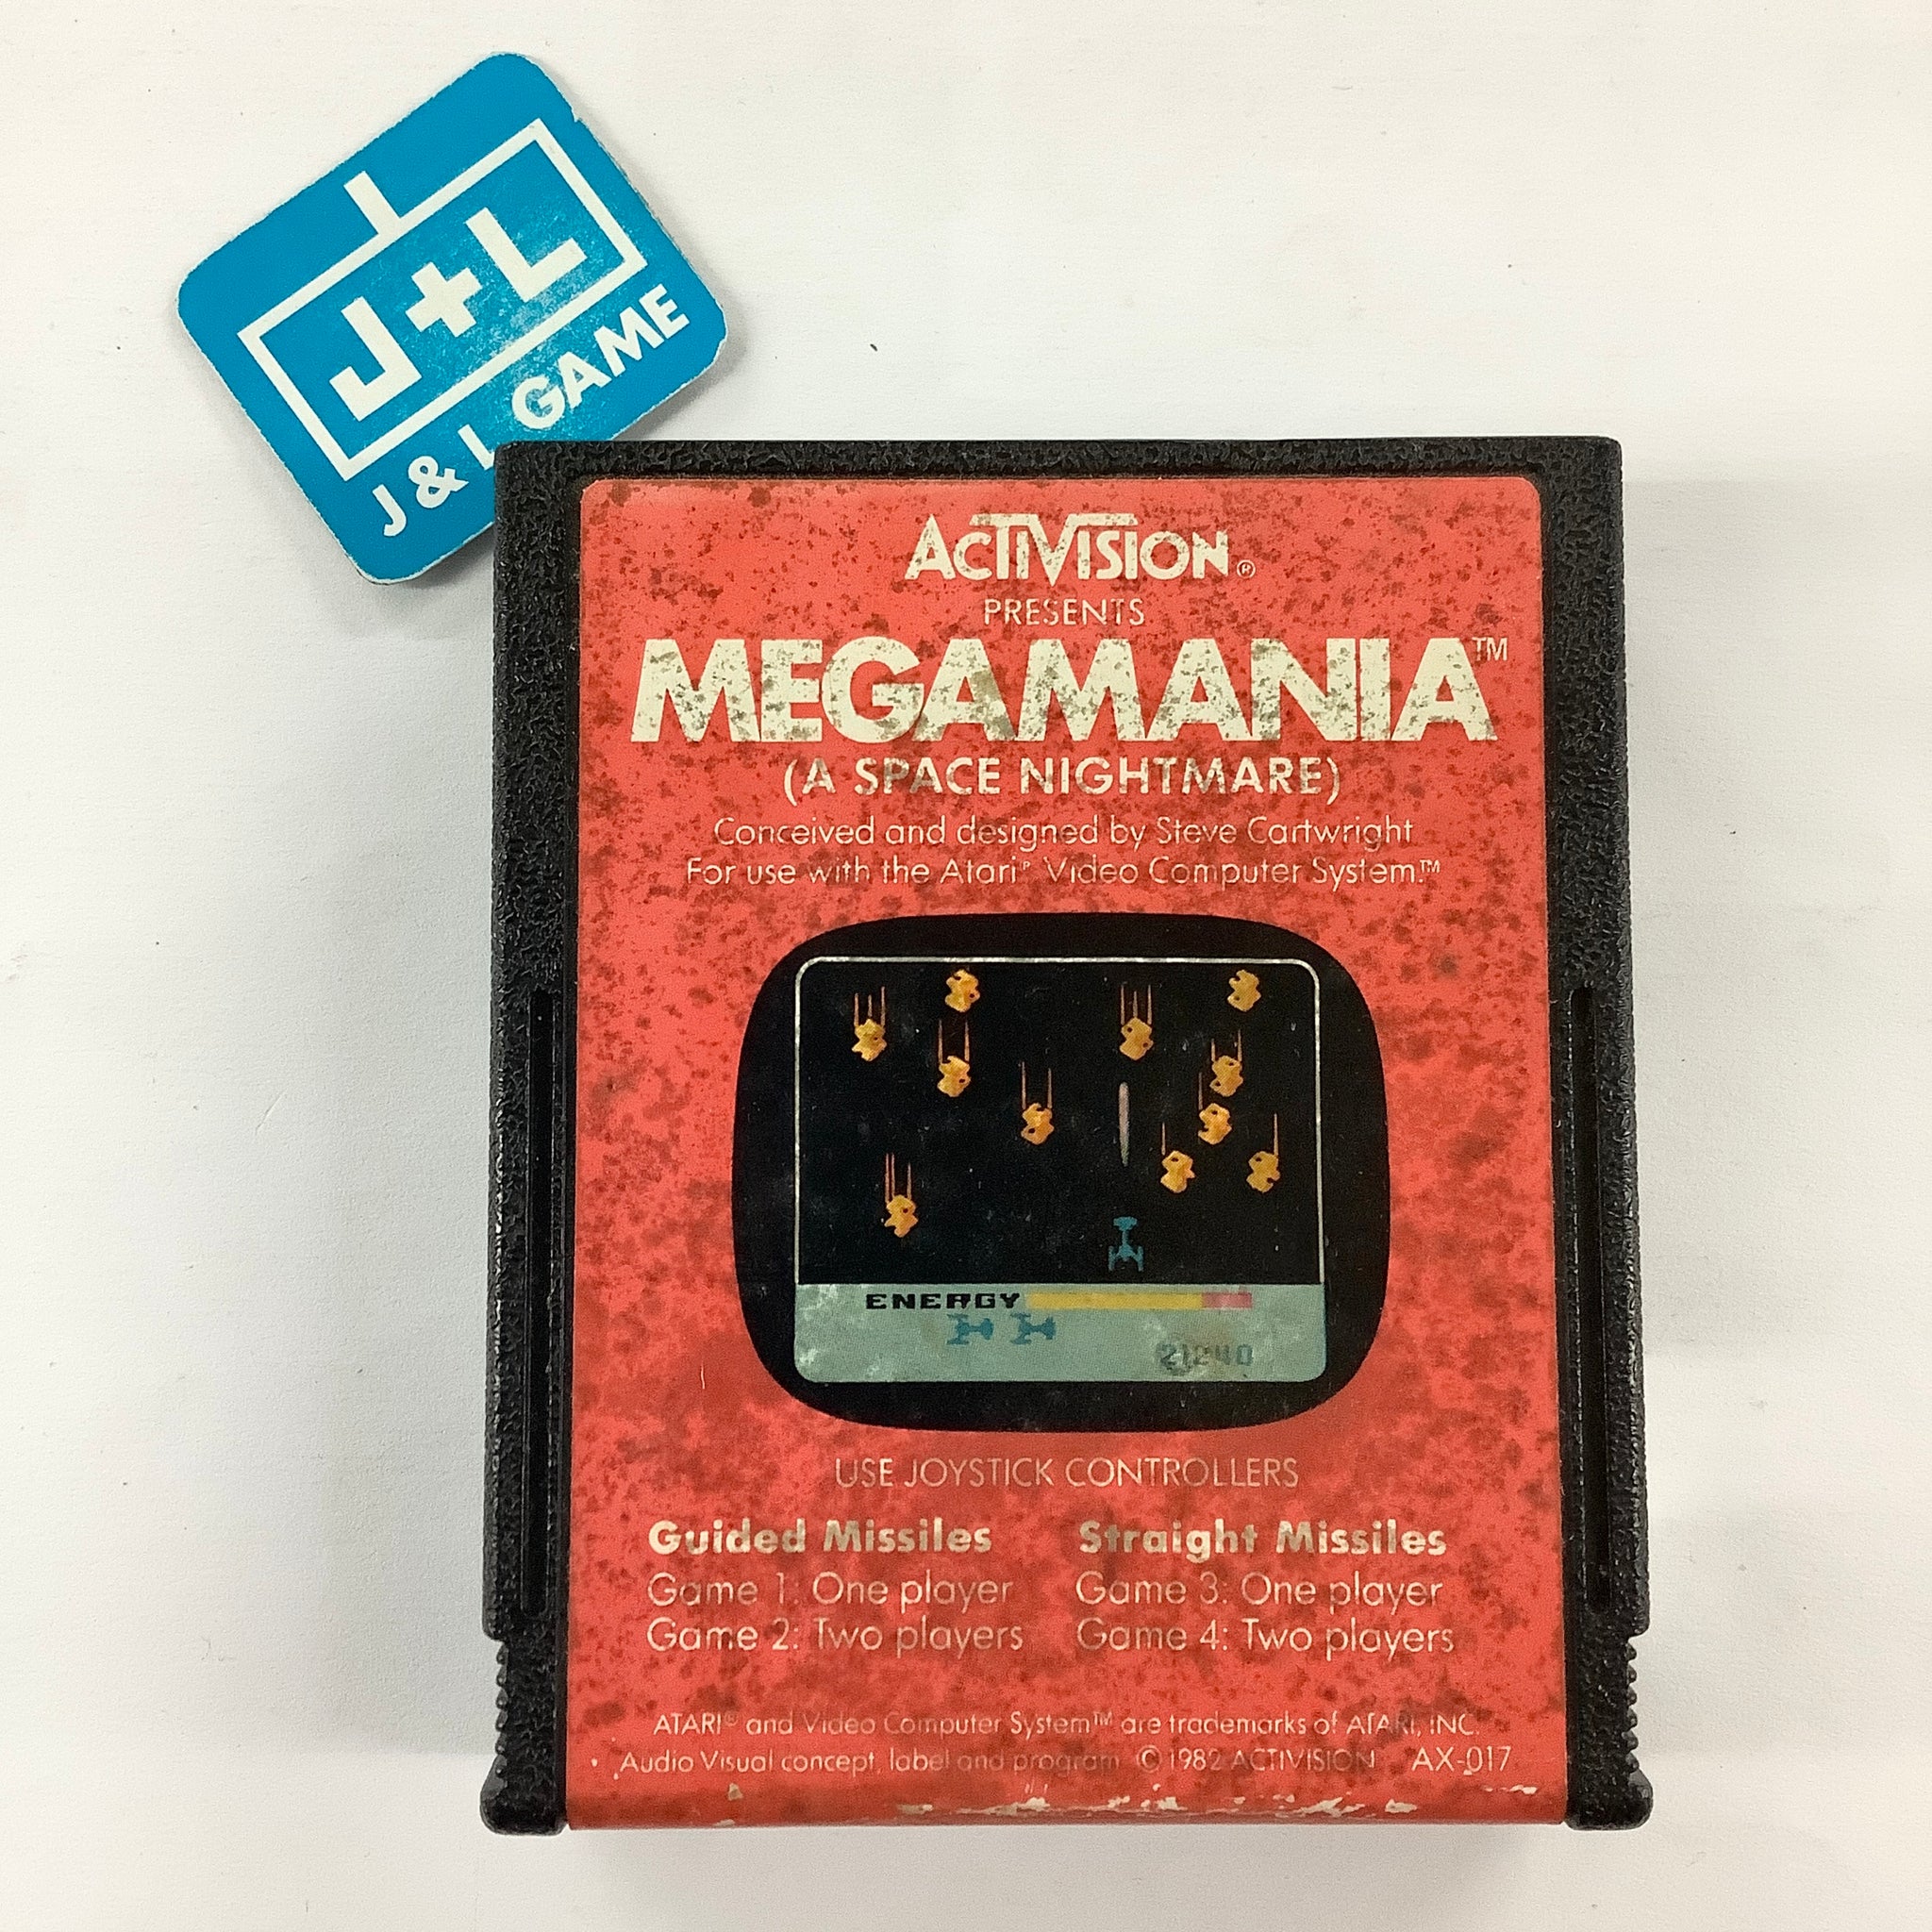 J+L
J & L GAME
ACTIVISION®
PRESENTS
MEGAMANIA™
(A SPACE NIGHTMARE)
Conceived and designed by Steve Cartwright
For use with the Atari® Video Computer System.™
ENERGY
21240
USE JOYSTICK CONTROLLERS
Guided Missiles Straight Missiles
Game 1: One player Game 3: One player
Game 2: Two players Game 4: Two players
ATARI® and Video Computer System™ are trademarks of ATARI, INC.
Audio Visual concept, label and program © 1982 ACTIVISION AX-017